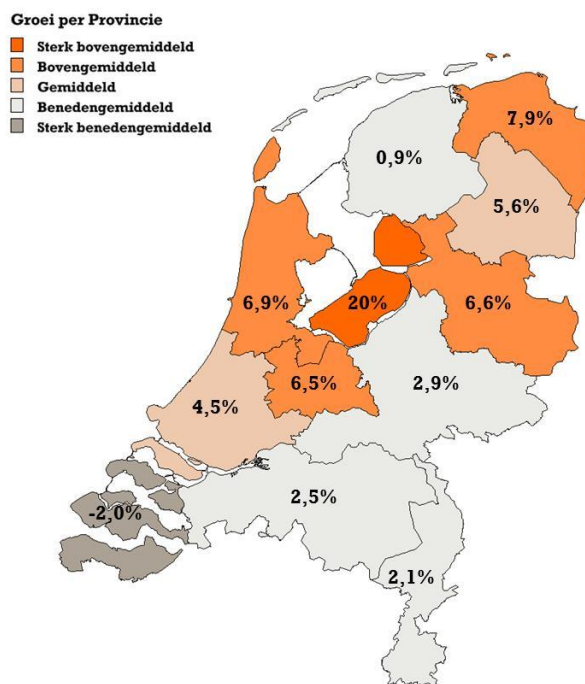 Groei per Provincie
Sterk bovengemiddeld
Bovengemiddeld
Gemiddeld
Benedengemiddeld
Sterk benedengemiddeld
7,9%
0,9%
5,6%
6,9%
20%
6,6%
6,5%
2,9%
4,5%
2,5%
-2,0%
2,1%